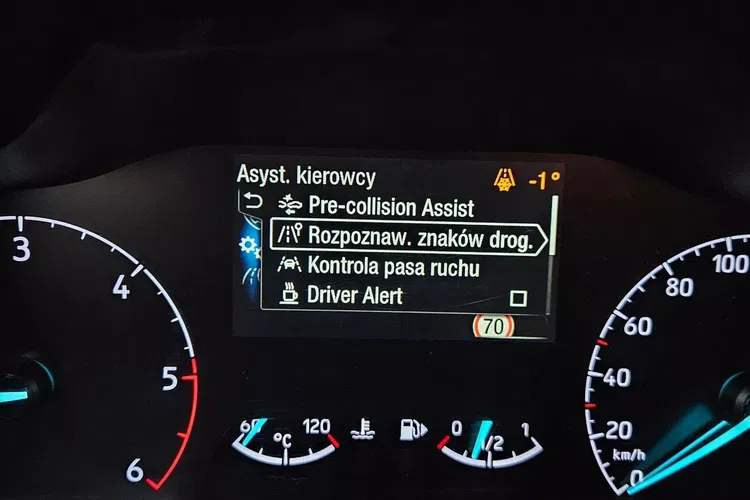 Asyst. kierowcy -1°
Pre-collision Assist
Rozpoznaw. znaków drog.
Kontrola pasa ruchu
Driver Alert
70
3
4
5
6
60 120
°C
0 1/2 1
100
80
60
40
20
0
km/h